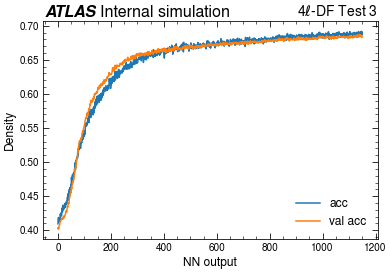 ATLAS Internal simulation 4ℓ-DF Test 3
0.70
0.65
0.60
0.55
0.50
0.45
0.40
Density
acc
val acc
0 200 400 600 800 1000 1200
NN output